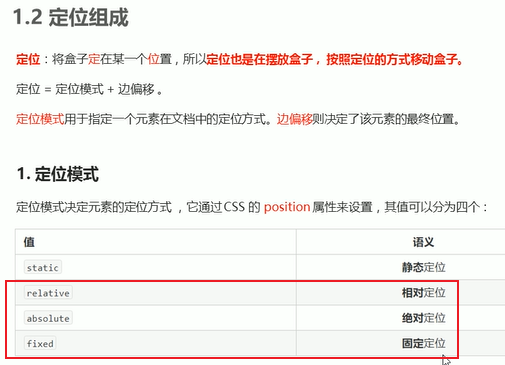 1.2 定位组成
定位：将盒子定在某一个位置，所以定位也是在摆放盒子， 按照定位的方式移动盒子。
定位 = 定位模式 + 边偏移 。
定位模式用于指定一个元素在文档中的定位方式。边偏移则决定了该元素的最终位置。
1. 定位模式
定位模式决定元素的定位方式 ，它通过 CSS 的 position 属性来设置，其值可以分为四个：
值 语义
static 静态定位
relative 相对定位
absolute 绝对定位
fixed 固定定位